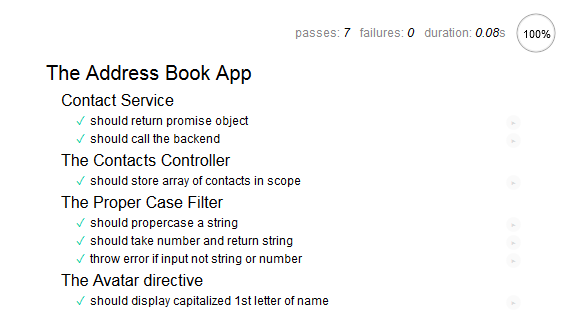 passes: 7 failures: 0 duration: 0.08s 100%
The Address Book App
Contact Service
✓ should return promise object
✓ should call the backend
The Contacts Controller
✓ should store array of contacts in scope
The Proper Case Filter
✓ should propercase a string
✓ should take number and return string
✓ throw error if input not string or number
The Avatar directive
✓ should display capitalized 1st letter of name